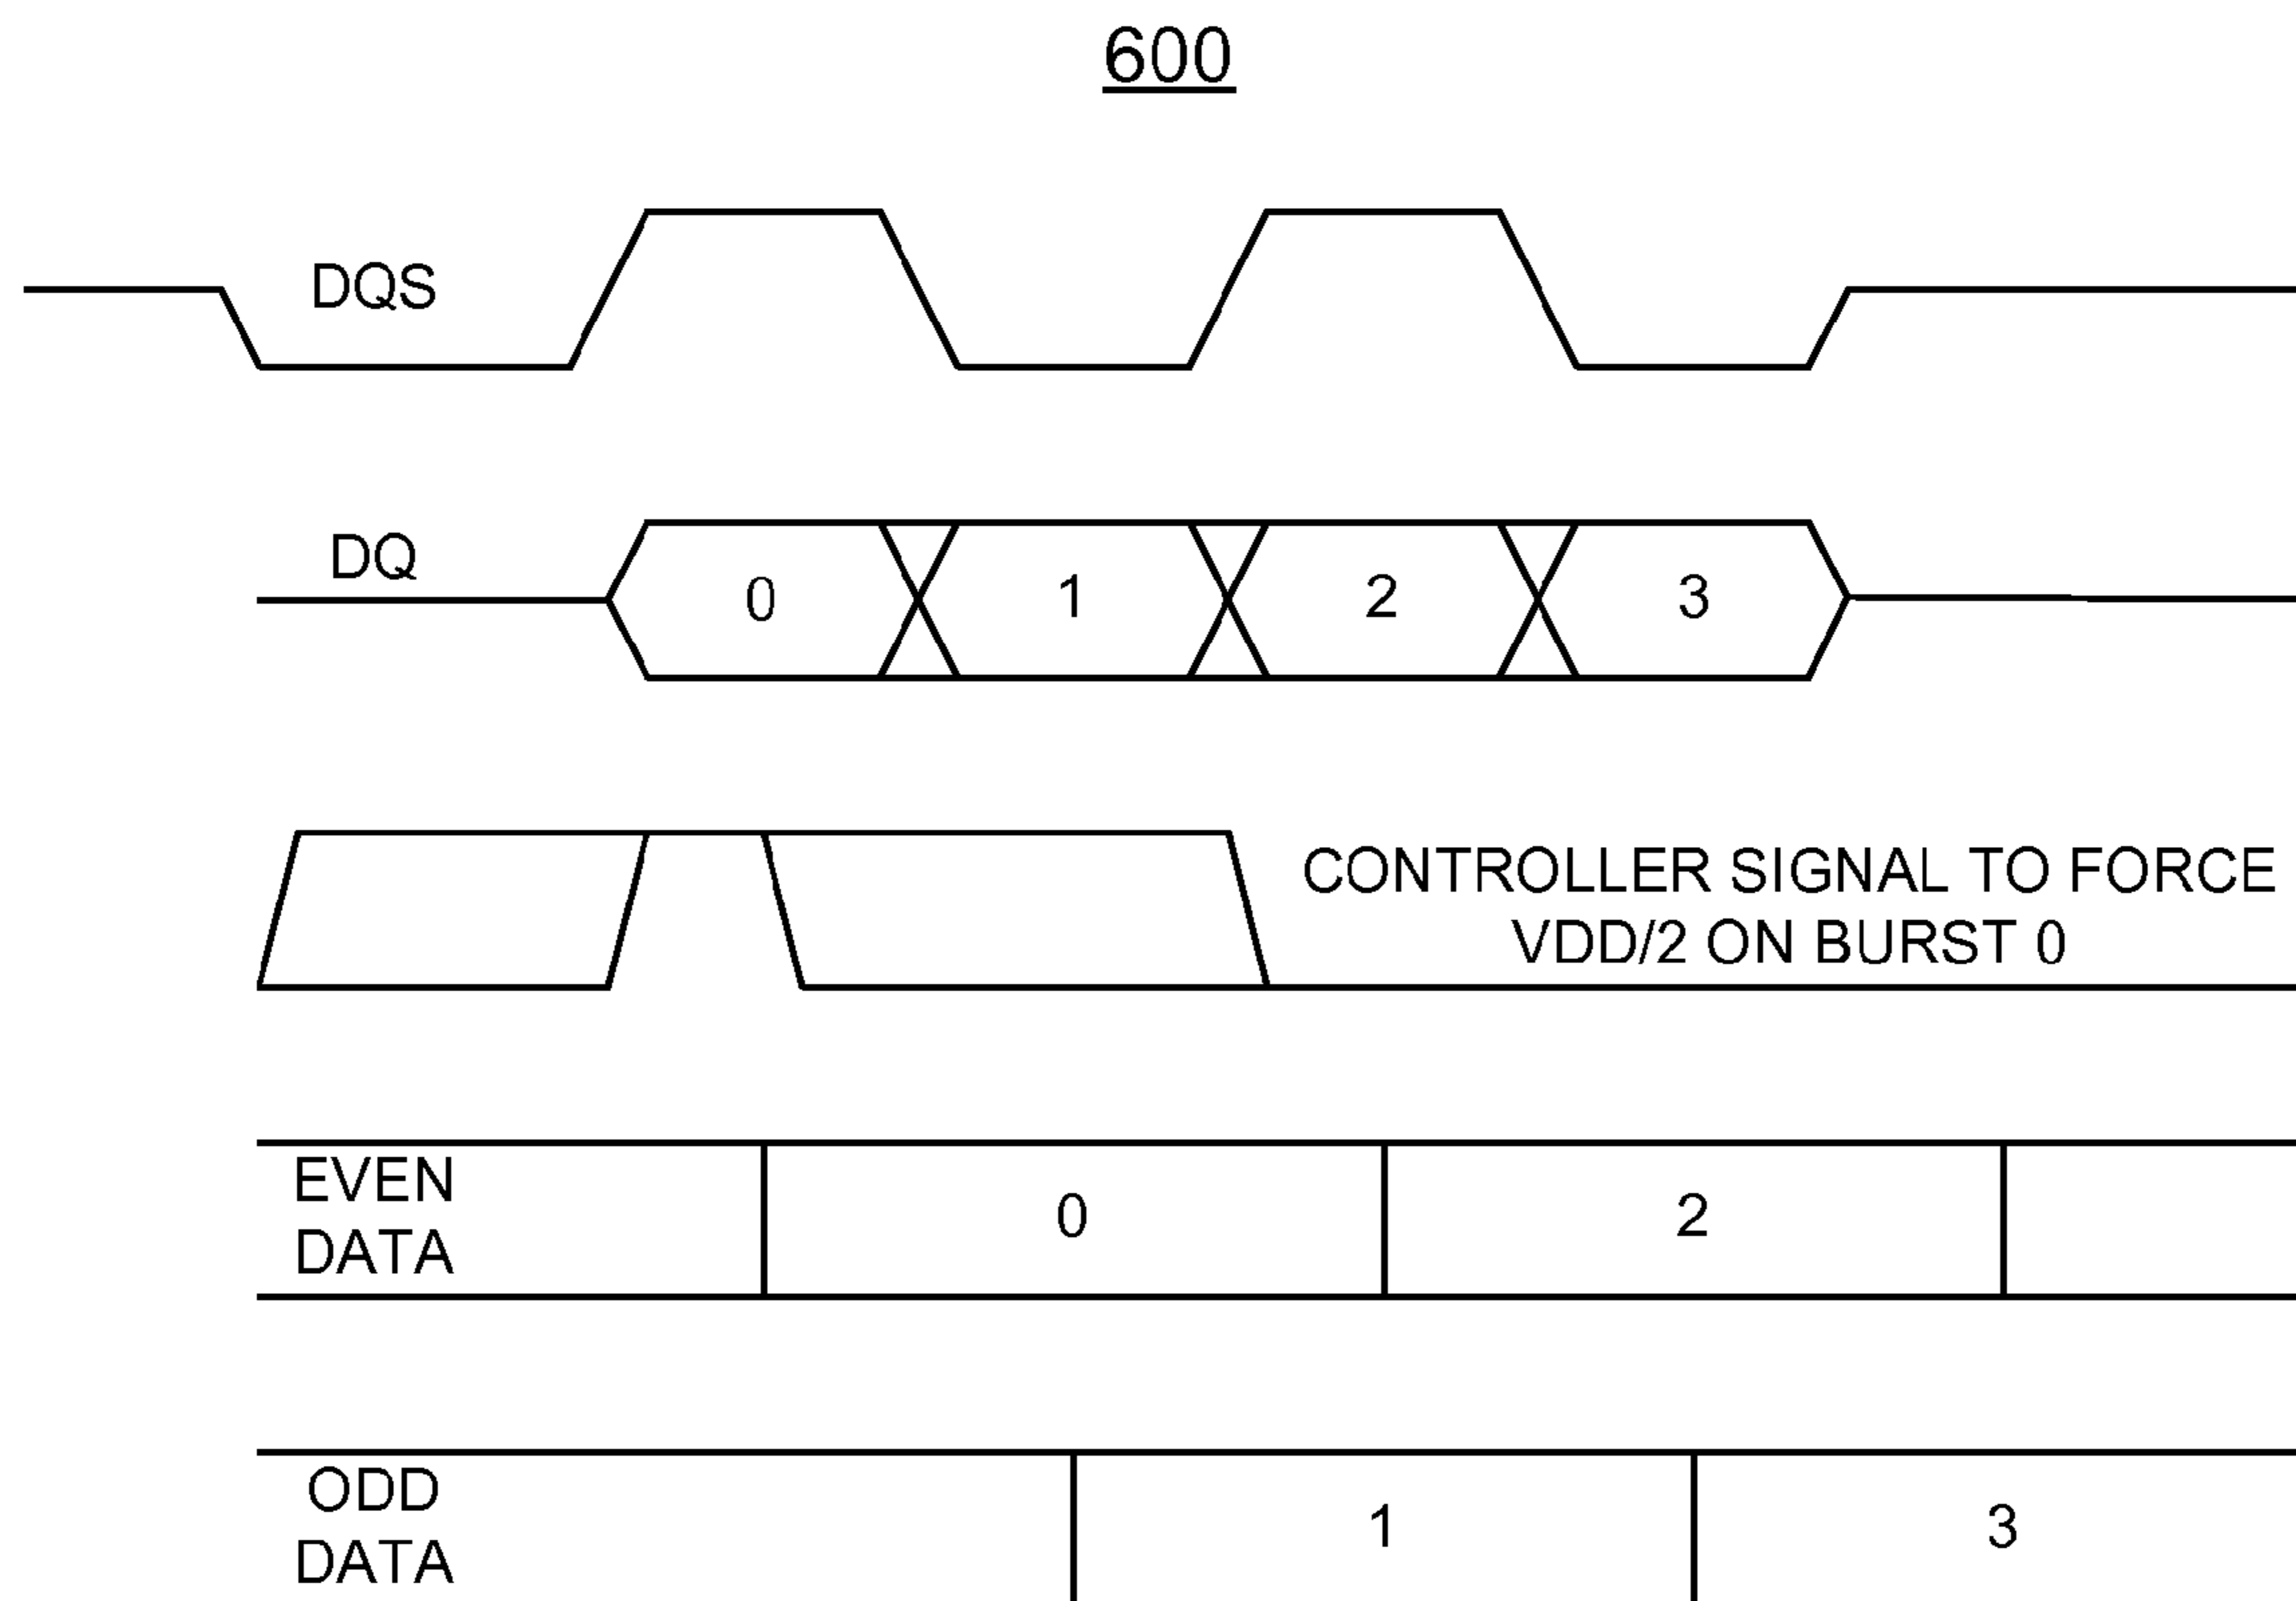 600
DQS
DQ
0 1 2 3
CONTROLLER SIGNAL TO FORCE
VDD/2 ON BURST 0
EVEN
DATA
0 2
ODD
DATA
1 3